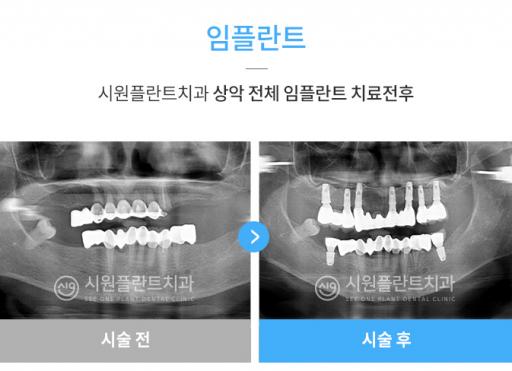 임플란트
시원플란트치과 상악 전체 임플란트 치료전후
시원플란트치과
SEE ONE PLANT DENTAL CLINIC
시원플란트치과
SEE ONE PLANT DENTAL CLINIC
시술 전
시술 후